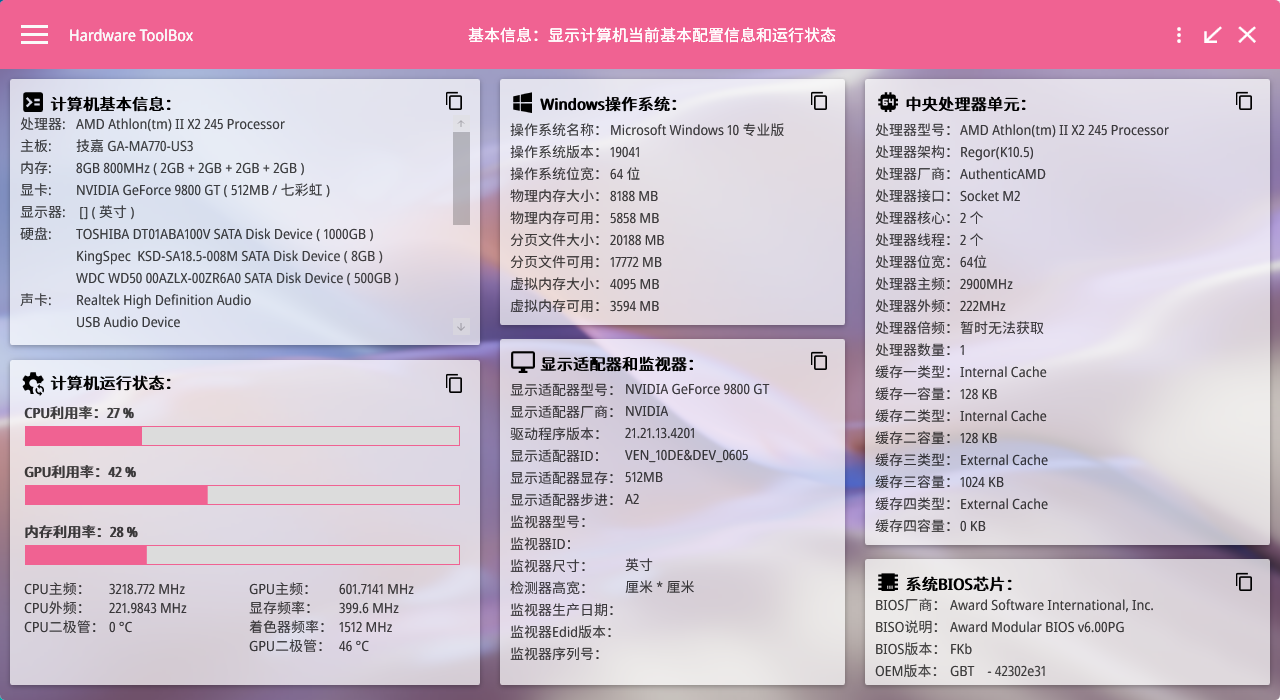 Hardware ToolBox
基本信息：显示计算机当前基本配置信息和运行状态
计算机基本信息：
处理器： AMD Athlon(tm) II X2 245 Processor
主板： 技嘉 GA-MA770-US3
内存： 8GB 800MHz ( 2GB + 2GB + 2GB + 2GB )
显卡： NVIDIA GeForce 9800 GT ( 512MB / 七彩虹 )
显示器： [] ( 英寸 )
硬盘： TOSHIBA DT01ABA100V SATA Disk Device ( 1000GB )
KingSpec KSD-SA18.5-008M SATA Disk Device ( 8GB )
WDC WD50 00AZLX-00ZR6A0 SATA Disk Device ( 500GB )
声卡： Realtek High Definition Audio
USB Audio Device
计算机运行状态：
CPU利用率：27 %
GPU利用率：42 %
内存利用率：28 %
CPU主频： 3218.772 MHz GPU主频： 601.7141 MHz
CPU外频： 221.9843 MHz 显存频率： 399.6 MHz
CPU二极管： 0 °C 着色器频率： 1512 MHz
GPU二极管： 46 °C
Windows操作系统：
操作系统名称： Microsoft Windows 10 专业版
操作系统版本： 19041
操作系统位宽： 64 位
物理内存大小： 8188 MB
物理内存可用： 5858 MB
分页文件大小： 20188 MB
分页文件可用： 17772 MB
虚拟内存大小： 4095 MB
虚拟内存可用： 3594 MB
显示适配器和监视器：
显示适配器型号： NVIDIA GeForce 9800 GT
显示适配器厂商： NVIDIA
驱动程序版本： 21.21.13.4201
显示适配器ID： VEN_10DE&DEV_0605
显示适配器显存： 512MB
显示适配器步进： A2
监视器型号：
监视器ID：
监视器尺寸： 英寸
检测器高宽： 厘米 * 厘米
监视器生产日期：
监视器Edid版本：
监视器序列号：
中央处理器单元：
处理器型号： AMD Athlon(tm) II X2 245 Processor
处理器架构： Regor(K10.5)
处理器厂商： AuthenticAMD
处理器接口： Socket M2
处理器核心： 2 个
处理器线程： 2 个
处理器位宽： 64位
处理器主频： 2900MHz
处理器外频： 222MHz
处理器倍频： 暂时无法获取
处理器数量： 1
缓存一类型： Internal Cache
缓存一容量： 128 KB
缓存二类型： Internal Cache
缓存二容量： 128 KB
缓存三类型： External Cache
缓存三容量： 1024 KB
缓存四类型： External Cache
缓存四容量： 0 KB
系统BIOS芯片：
BIOS厂商： Award Software International, Inc.
BISO说明： Award Modular BIOS v6.00PG
BIOS版本： FKb
OEM版本： GBT - 42302e31